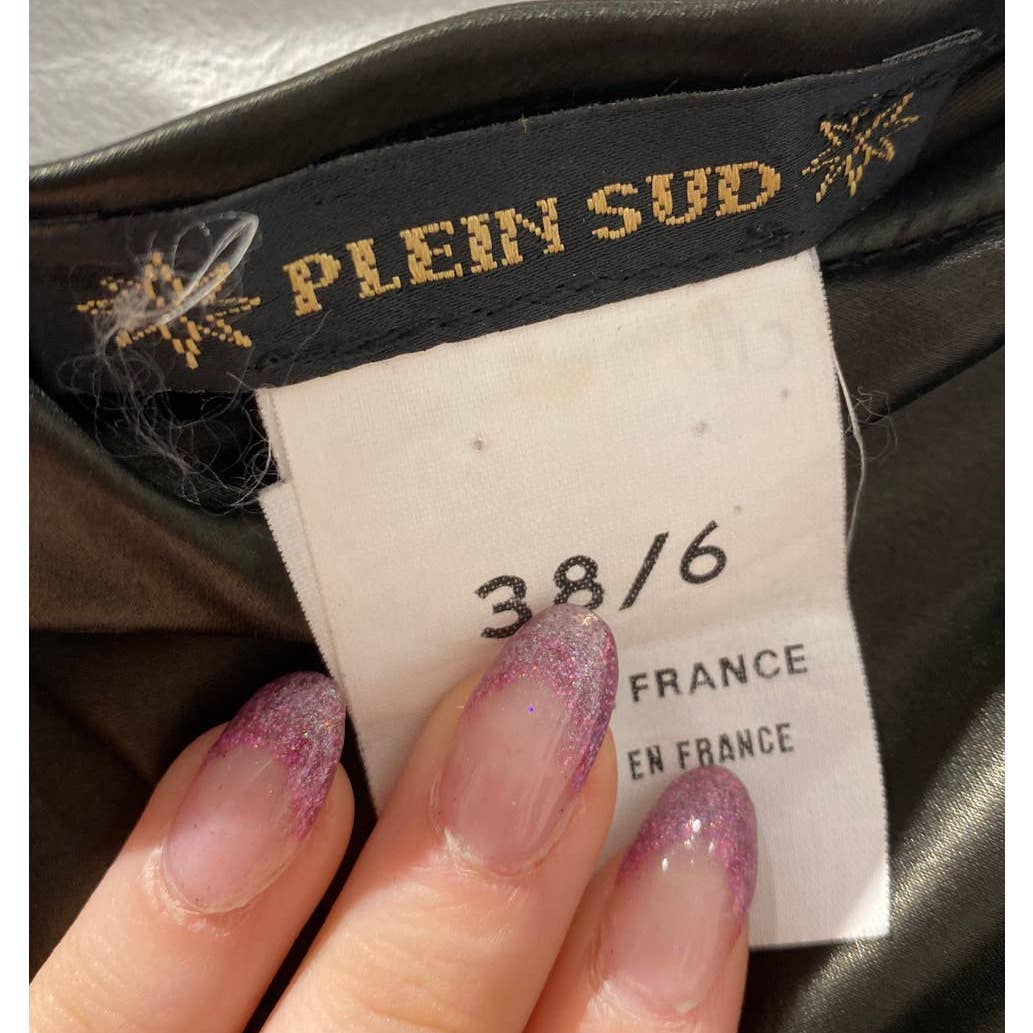 PLEIN SUD
38/6
FRANCE
EN FRANCE